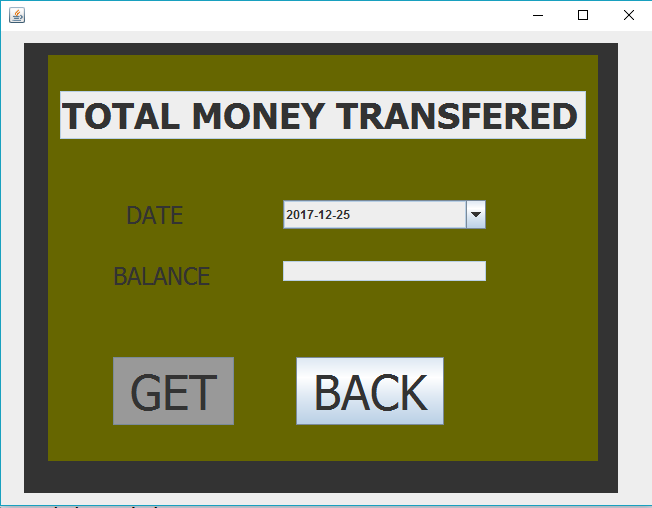 TOTAL MONEY TRANSFERED
DATE
2017-12-25
BALANCE
GET
BACK